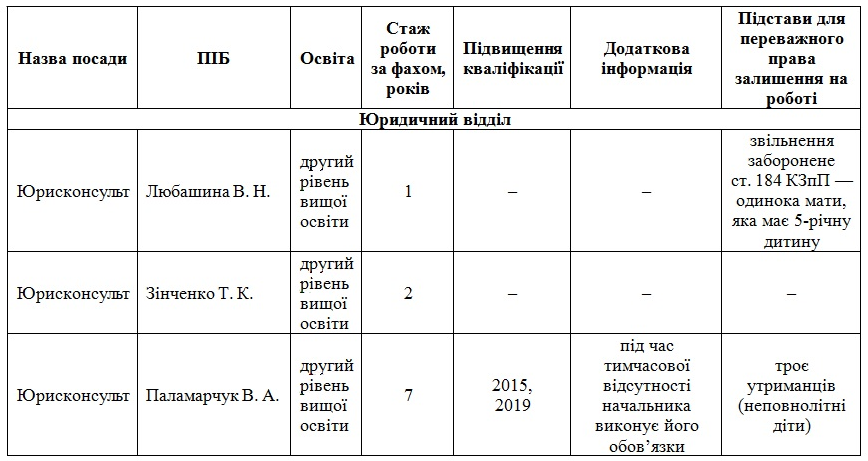 Назва посади
ПІБ
Освіта
Стаж
роботи
за фахом,
років
Підвищення
кваліфікації
Додаткова
інформація
Підстави для
переважного
права
залишення на
роботі
Юридичний відділ
Юрисконсульт
Любашина В. Н.
другий
рівень
вищої
освіти
1
–
–
звільнення
заборонене
ст. 184 КЗпП —
одинока мати,
яка має 5-річну
дитину
Юрисконсульт
Зінченко Т. К.
другий
рівень
вищої
освіти
2
–
–
–
Юрисконсульт
Паламарчук В. А.
другий
рівень
вищої
освіти
7
2015,
2019
під час
тимчасової
відсутності
начальника
виконує його
обов’язки
троє
утриманців
(неповнолітні
діти)